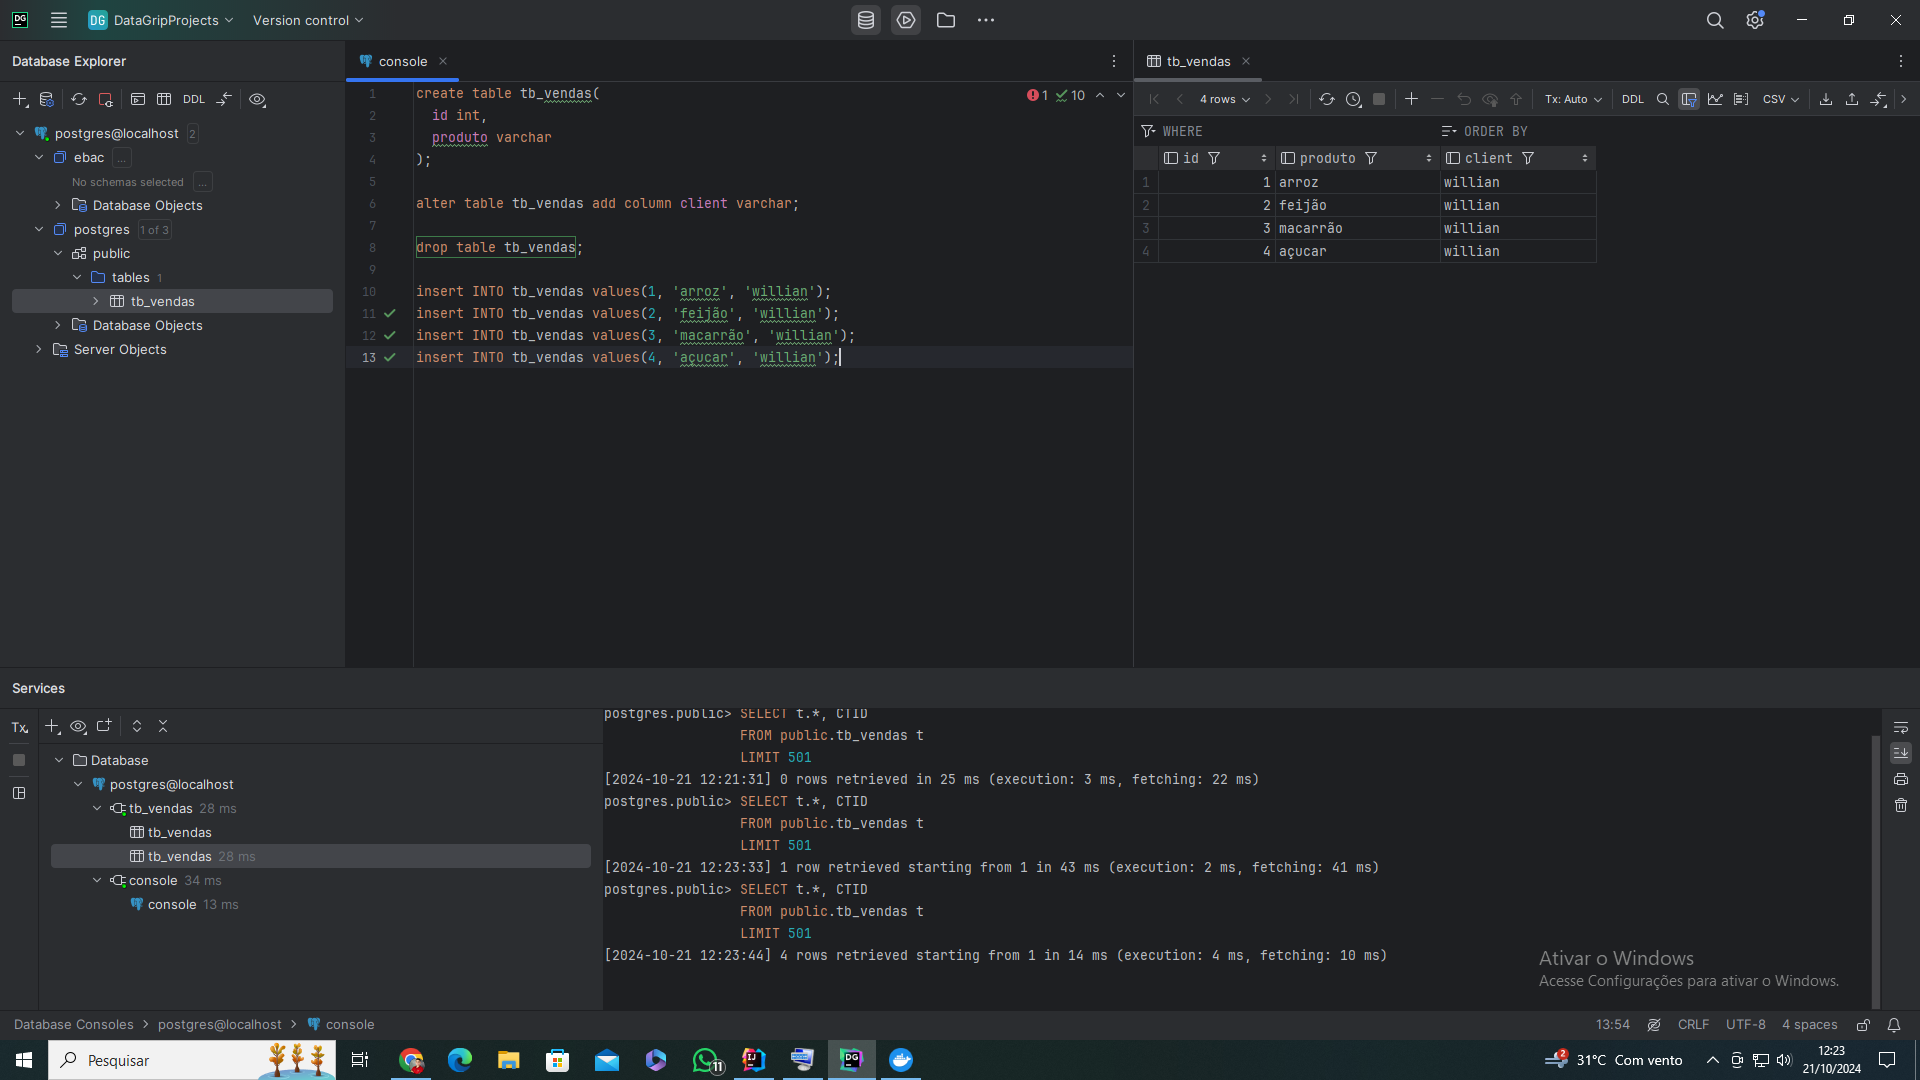 DG DataGripProjects Version control
Database Explorer
DDL
postgres@localhost 2
ebac ...
No schemas selected ...
Database Objects
postgres 1 of 3
public
tables 1
tb_vendas
Database Objects
Server Objects
console
1 10
1 create table tb_vendas(
2 id int,
3 produto varchar
4 );
5
6 alter table tb_vendas add column client varchar;
7
8 drop table tb_vendas;
9
10 insert INTO tb_vendas values(1, 'arroz', 'willian');
11 insert INTO tb_vendas values(2, 'feijão', 'willian');
12 insert INTO tb_vendas values(3, 'macarrão', 'willian');
13 insert INTO tb_vendas values(4, 'açucar', 'willian');
tb_vendas
4 rows Tx: Auto DDL CSV
WHERE ORDER BY
id produto client
1 1 arroz willian
2 2 feijão willian
3 3 macarrão willian
4 4 açucar willian
Services
Tx
Database
postgres@localhost
tb_vendas 28 ms
tb_vendas
tb_vendas 28 ms
console 34 ms
console 13 ms
postgres.public> SELECT t.*, CTID
FROM public.tb_vendas t
LIMIT 501
[2024-10-21 12:21:31] 0 rows retrieved in 25 ms (execution: 3 ms, fetching: 22 ms)
postgres.public> SELECT t.*, CTID
FROM public.tb_vendas t
LIMIT 501
[2024-10-21 12:23:33] 1 row retrieved starting from 1 in 43 ms (execution: 2 ms, fetching: 41 ms)
postgres.public> SELECT t.*, CTID
FROM public.tb_vendas t
LIMIT 501
[2024-10-21 12:23:44] 4 rows retrieved starting from 1 in 14 ms (execution: 4 ms, fetching: 10 ms)
Ativar o Windows
Acesse Configurações para ativar o Windows.
Database Consoles > postgres@localhost > console
13:54 CRLF UTF-8 4 spaces
Pesquisar
11
DG
2 31°C Com vento
12:23
21/10/2024